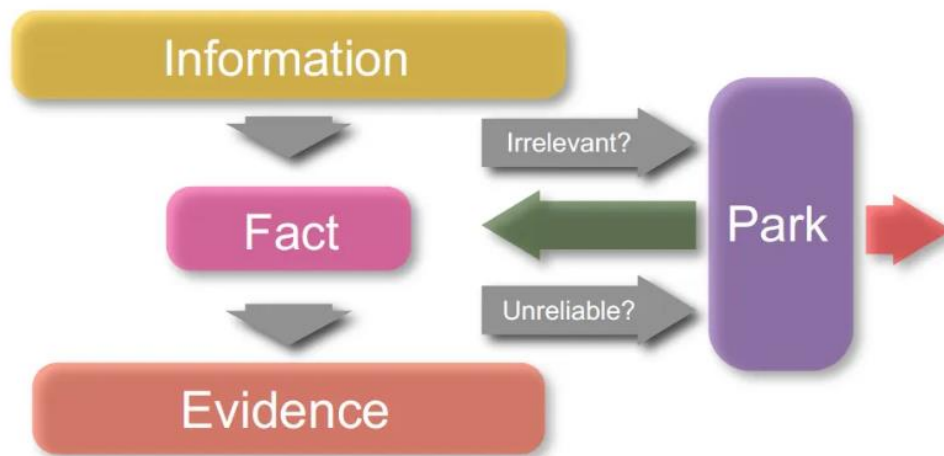 Information
Irrelevant?
Fact
Park
Unreliable?
Evidence